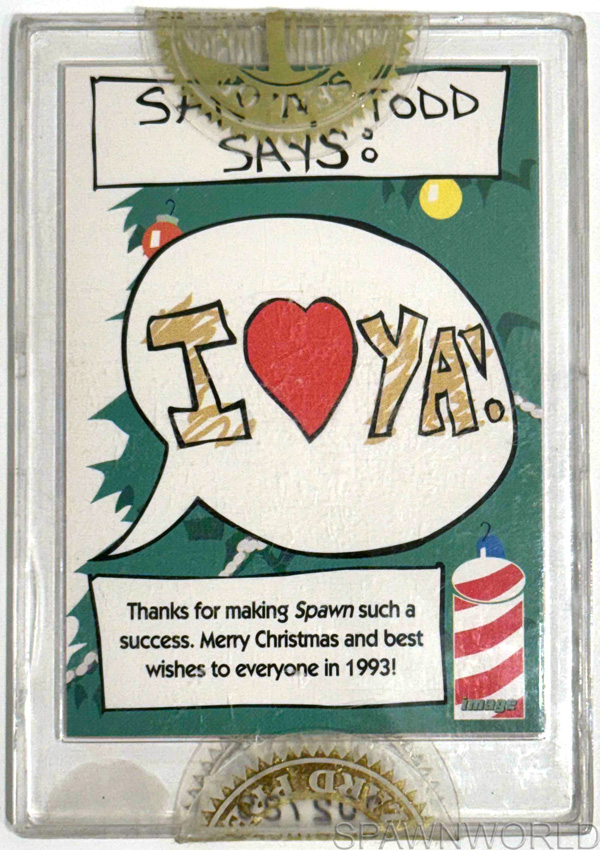 TODD
SAYS:
I ♥ YA!
Thanks for making Spawn such a
success. Merry Christmas and best
wishes to everyone in 1993!
image
SPAWNWORLD